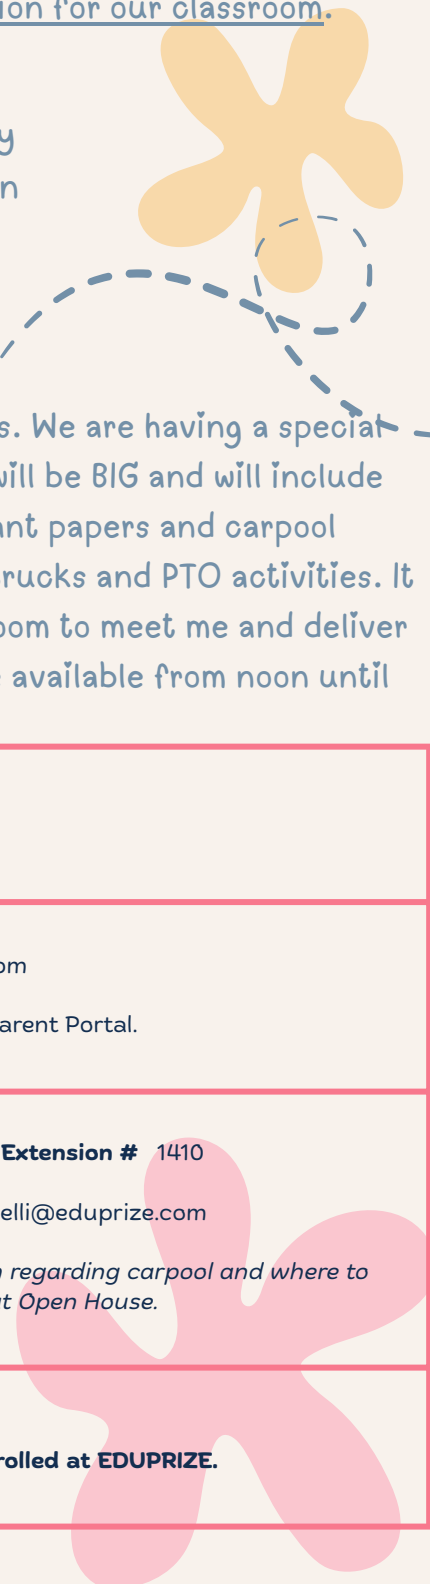 ion for our classroom.
y
n
s. We are having a special
will be BIG and will include
ant papers and carpool
rucks and PTO activities. It
oom to meet me and deliver
e available from noon until
om
arent Portal.
Extension # 1410
elli@eduprize.com
n regarding carpool and where to
at Open House.
rolled at EDUPRIZE.